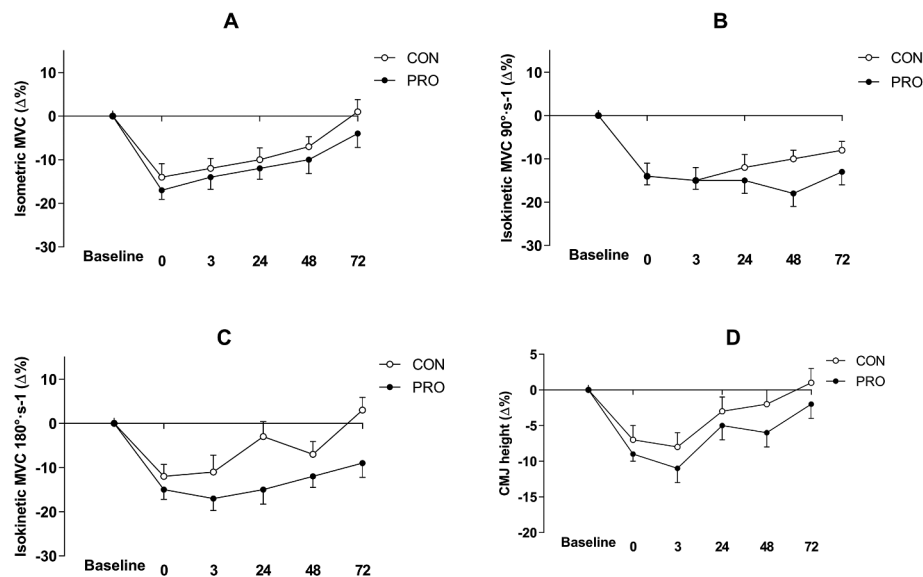 A
CON
PRO
Isometric MVC (Δ%)
10
0
-10
-20
-30
Baseline
0 3 24 48 72
B
CON
PRO
Isokinetic MVC 90°·s-1 (Δ%)
10
0
-10
-20
-30
Baseline
0 3 24 48 72
C
CON
PRO
Isokinetic MVC 180°·s-1 (Δ%)
10
0
-10
-20
-30
Baseline
0 3 24 48 72
D
CON
PRO
CMJ height (Δ%)
5
0
-5
-10
-15
-20
Baseline
0 3 24 48 72